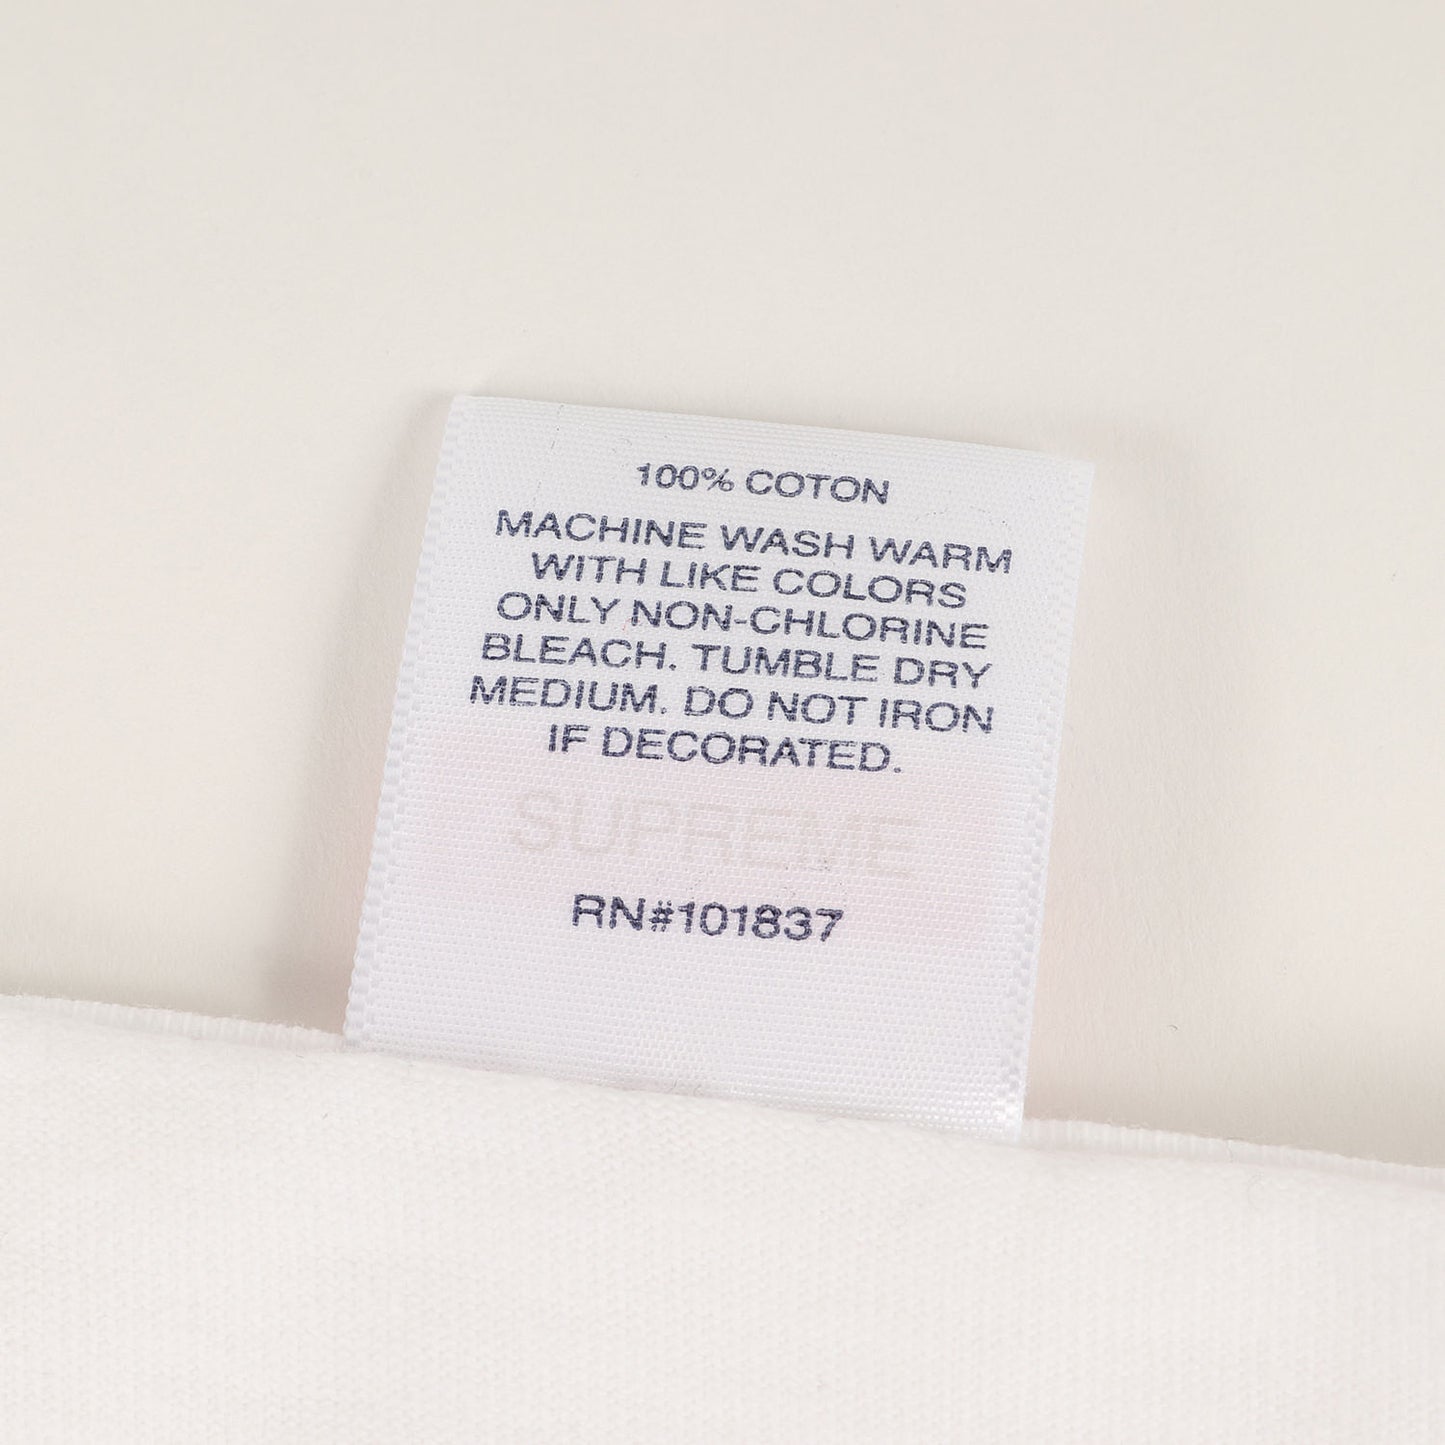 100% COTON
MACHINE WASH WARM
WITH LIKE COLORS
ONLY NON-CHLORINE
BLEACH. TUMBLE DRY
MEDIUM. DO NOT IRON
IF DECORATED.
SUPREME
RN#101837